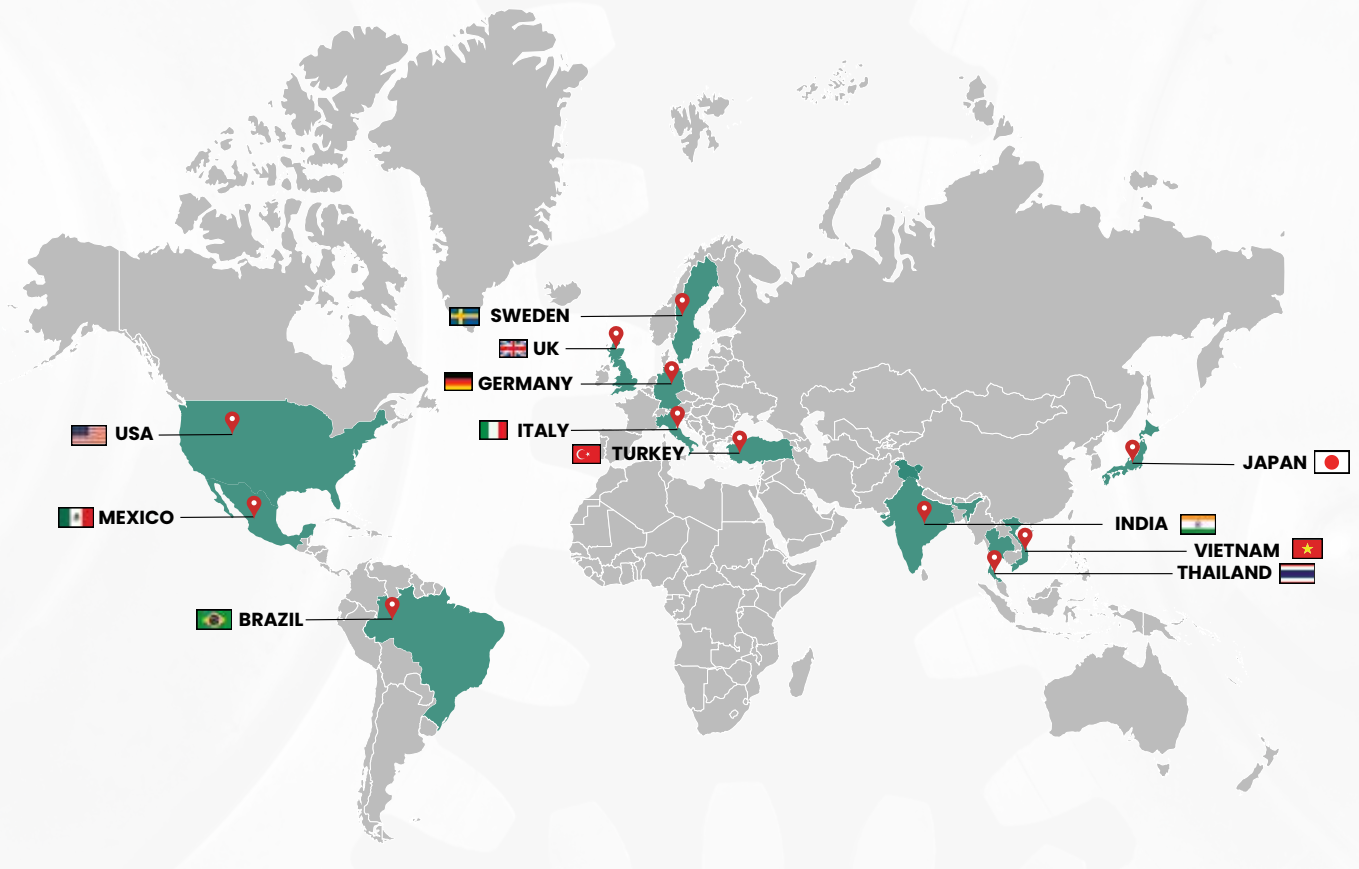 SWEDEN
UK
GERMANY
USA
ITALY
TURKEY
JAPAN
MEXICO
INDIA
VIETNAM
THAILAND
BRAZIL